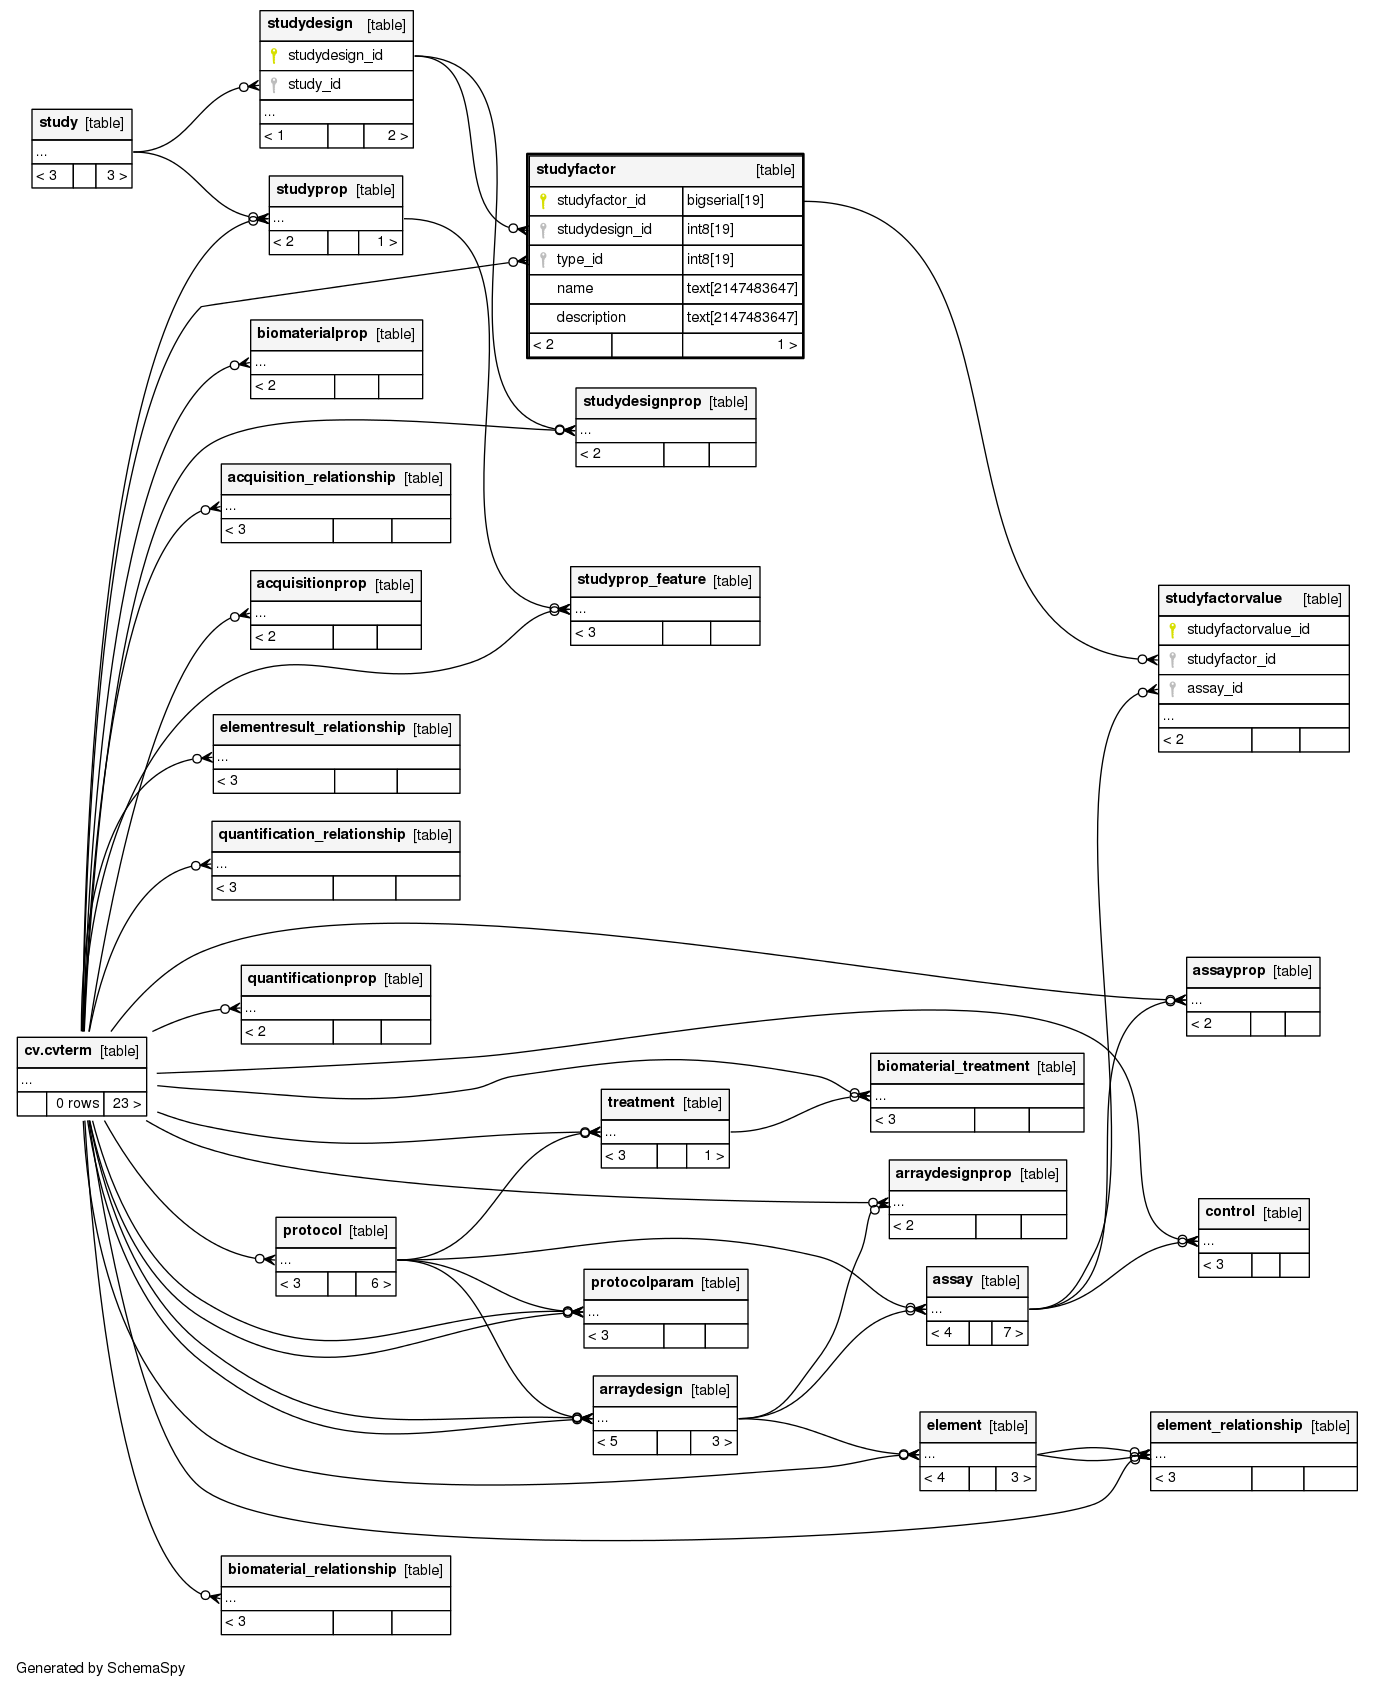 studydesign [table]
studydesign_id
study_id
...
< 1 2 >
study [table]
...
< 3 3 >
studyprop [table]
...
< 2 1 >
studyfactor [table]
studyfactor_id bigserial[19]
studydesign_id int8[19]
type_id int8[19]
name text[2147483647]
description text[2147483647]
< 2 1 >
biomaterialprop [table]
...
< 2
studydesignprop [table]
...
< 2
acquisition_relationship [table]
...
< 3
acquisitionprop [table]
...
< 2
studyprop_feature [table]
...
< 3
studyfactorvalue [table]
studyfactorvalue_id
studyfactor_id
assay_id
...
< 2
elementresult_relationship [table]
...
< 3
quantification_relationship [table]
...
< 3
quantificationprop [table]
...
< 2
assayprop [table]
...
< 2
cv.cvterm [table]
...
0 rows 23 >
biomaterial_treatment [table]
...
< 3
treatment [table]
...
< 3 1 >
arraydesignprop [table]
...
< 2
control [table]
...
< 3
protocol [table]
...
< 3 6 >
protocolparam [table]
...
< 3
assay [table]
...
< 4 7 >
arraydesign [table]
...
< 5 3 >
element [table]
...
< 4 3 >
element_relationship [table]
...
< 3
biomaterial_relationship [table]
...
< 3
Generated by SchemaSpy